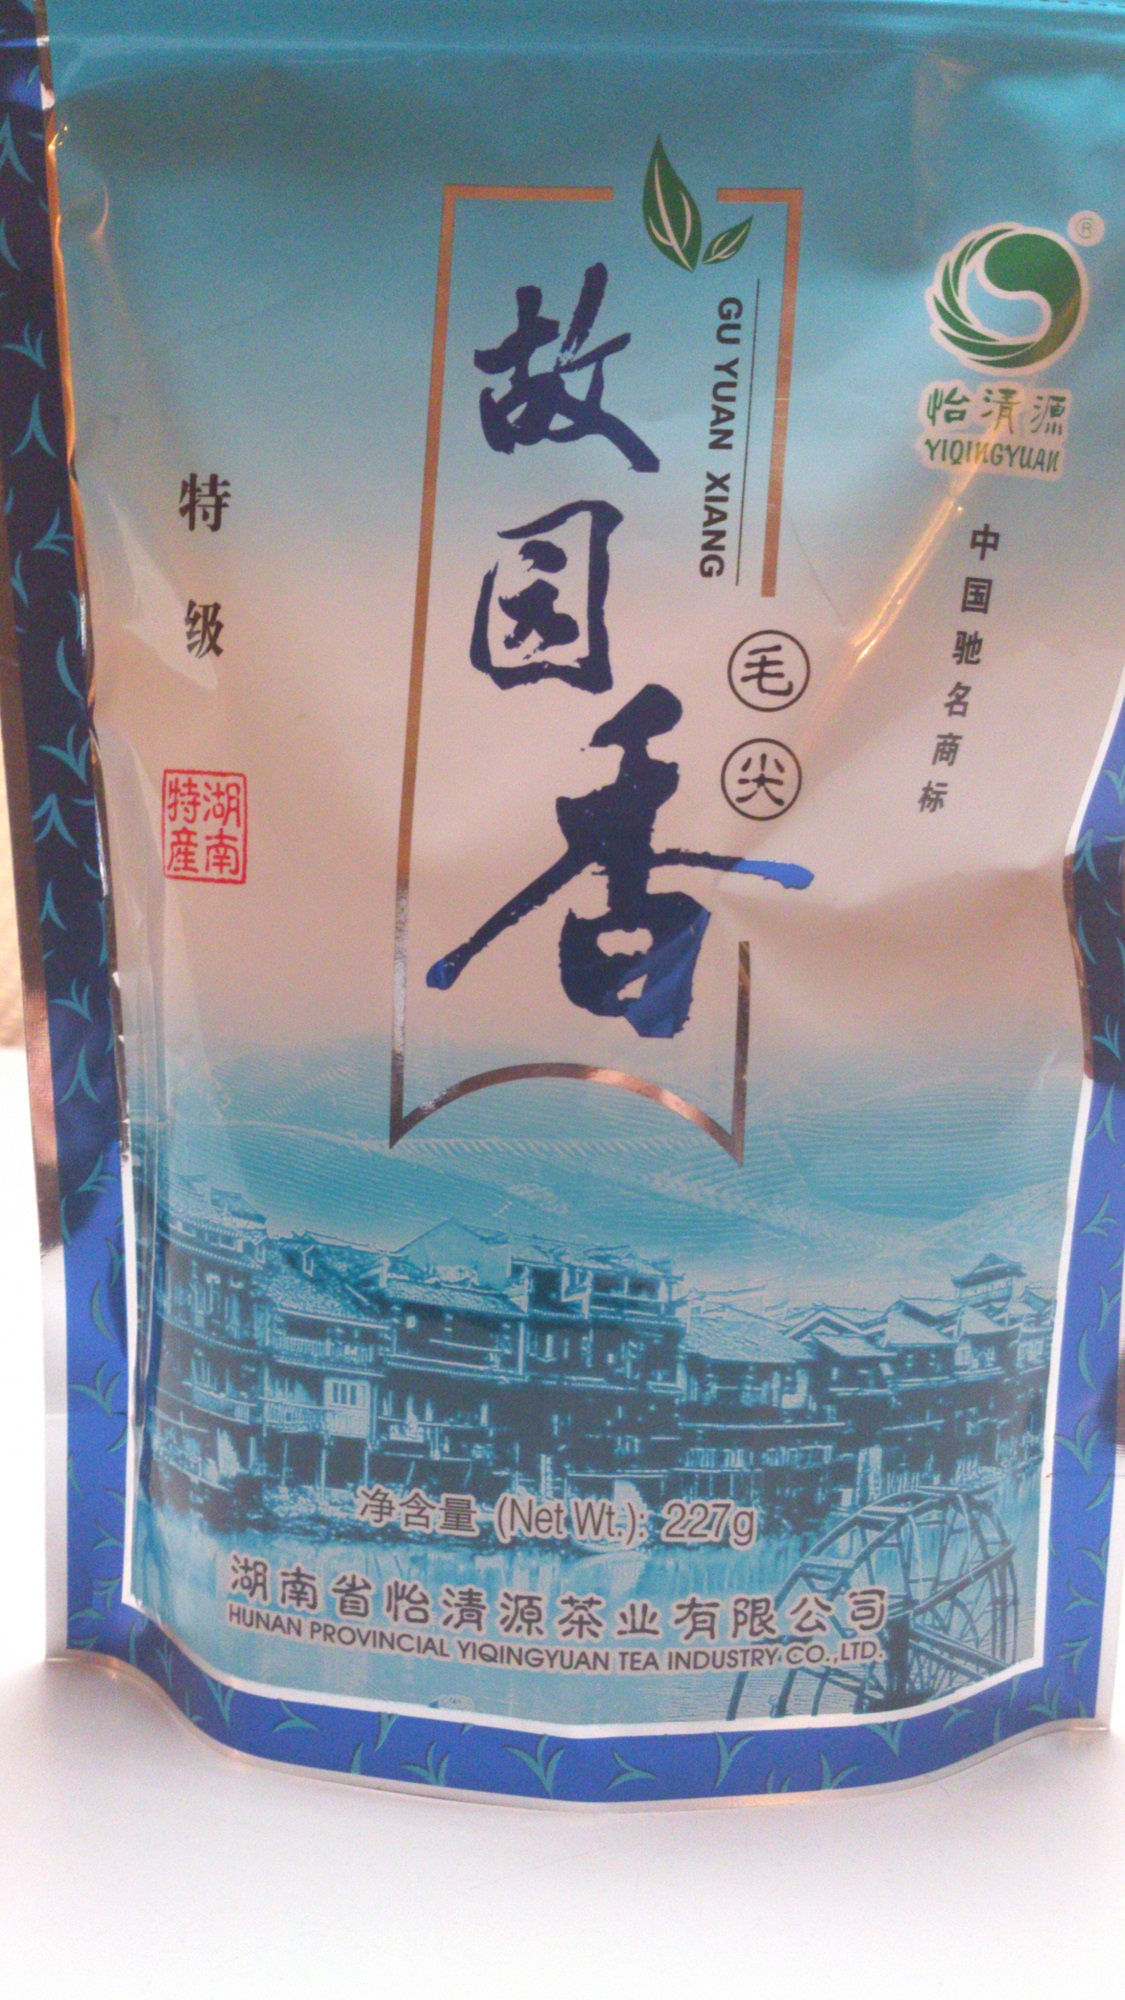 ®
怡清源
YIQINGYUAN
中国驰名商标
故园香
GU YUAN XIANG
毛尖
特级
湖南
特産
净含量 (Net Wt.): 227g
湖南省怡清源茶业有限公司
HUNAN PROVINCIAL YIQINGYUAN TEA INDUSTRY CO.,LTD.